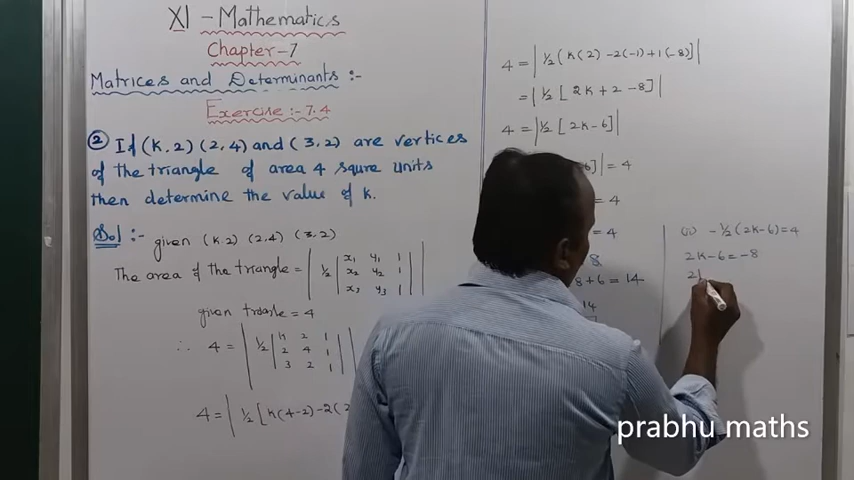 XI - Mathematics
Chapter-7
Matrices and Determinants :-
Exercise :- 7.4
② If (k, 2) (2, 4) and (3, 2) are vertices
of the triangle of area 4 squre units
then determine the value of k.
Sol :- given (k, 2) (2, 4) (3, 2)
The area of the triangle = | 1/2 | x₁ y₁ 1 |
| x₂ y₂ 1 |
| x₃ y₃ 1 | |
given = 4
∴ 4 = | 1/2 | k 2 1 |
| 2 4 1 |
| 3 2 1 | |
4 = | 1/2 [ k(4-2) -2(2
4 = | 1/2 ( k(2) -2(-1) +1(-8)] |
= | 1/2 [ 2k + 2 - 8] |
4 = | 1/2 [ 2k-6] |
6] | = 4
= 4
= 4
8
8+6 = 14
14
(ii) -1/2 (2k-6) = 4
2k-6 = -8
2
prabhu maths